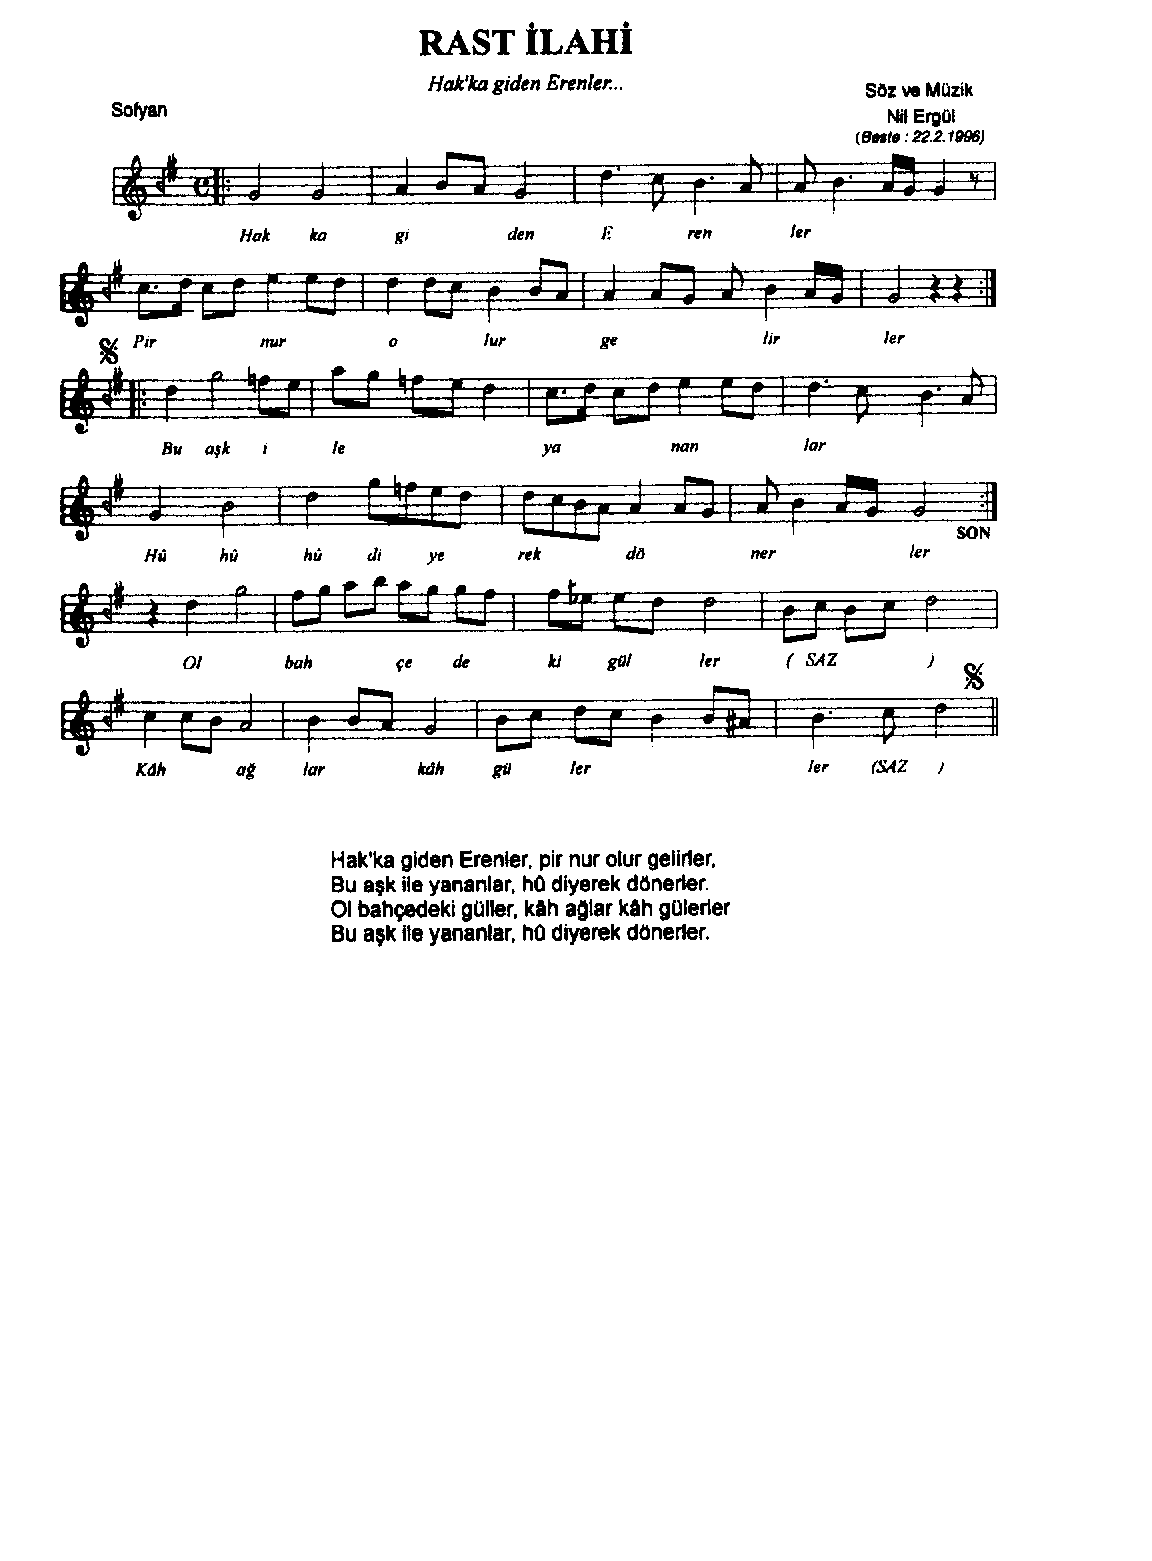 RAST İLAHİ
Hak'ka giden Erenler...
Sofyan
Söz ve Müzik
Nil Ergül
(Beste : 22.2.1996)
Hak ka gi den E ren ler
Pir nur o lur ge lir ler
Bu aşk i le ya nan lar
SON
Hû hû hû di ye rek dö ner ler
Ol bah çe de ki gül ler ( SAZ )
Kâh ağ lar kâh gü ler ler (SAZ )
Hak'ka giden Erenler, pir nur olur gelirler,
Bu aşk ile yananlar, hû diyerek dönerler.
Ol bahçedeki güller, kâh ağlar kâh gülerler
Bu aşk ile yananlar, hû diyerek dönerler.